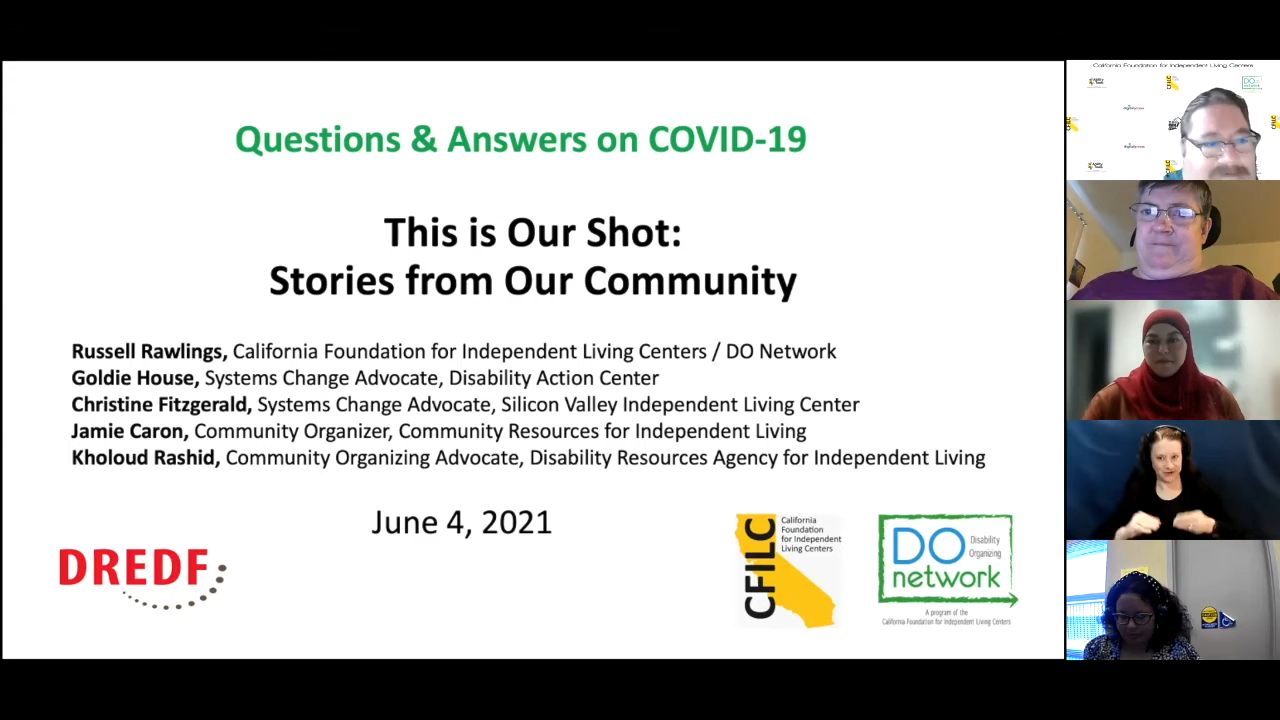 Questions & Answers on COVID-19
This is Our Shot:
Stories from Our Community
Russell Rawlings, California Foundation for Independent Living Centers / DO Network
Goldie House, Systems Change Advocate, Disability Action Center
Christine Fitzgerald, Systems Change Advocate, Silicon Valley Independent Living Center
Jamie Caron, Community Organizer, Community Resources for Independent Living
Kholoud Rashid, Community Organizing Advocate, Disability Resources Agency for Independent Living
June 4, 2021
DREDF
CFILC
California
Foundation
for Independent
Living Centers
DO
Disability
Organizing
network
A program of the
California Foundation for Independent Living Centers
California Foundation for Independent Living Centers
DO
network
CFILC